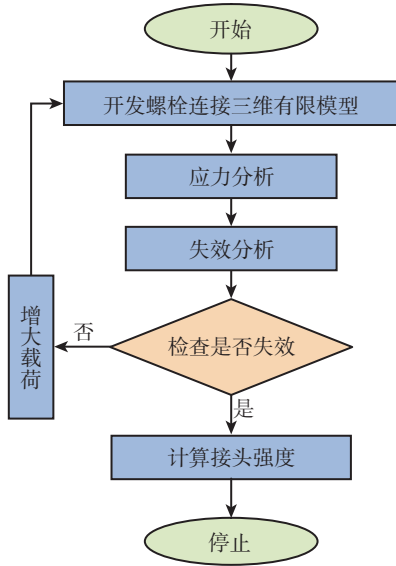 开始
开发螺栓连接三维有限模型
应力分析
失效分析
检查是否失效
否
增大载荷
是
计算接头强度
停止